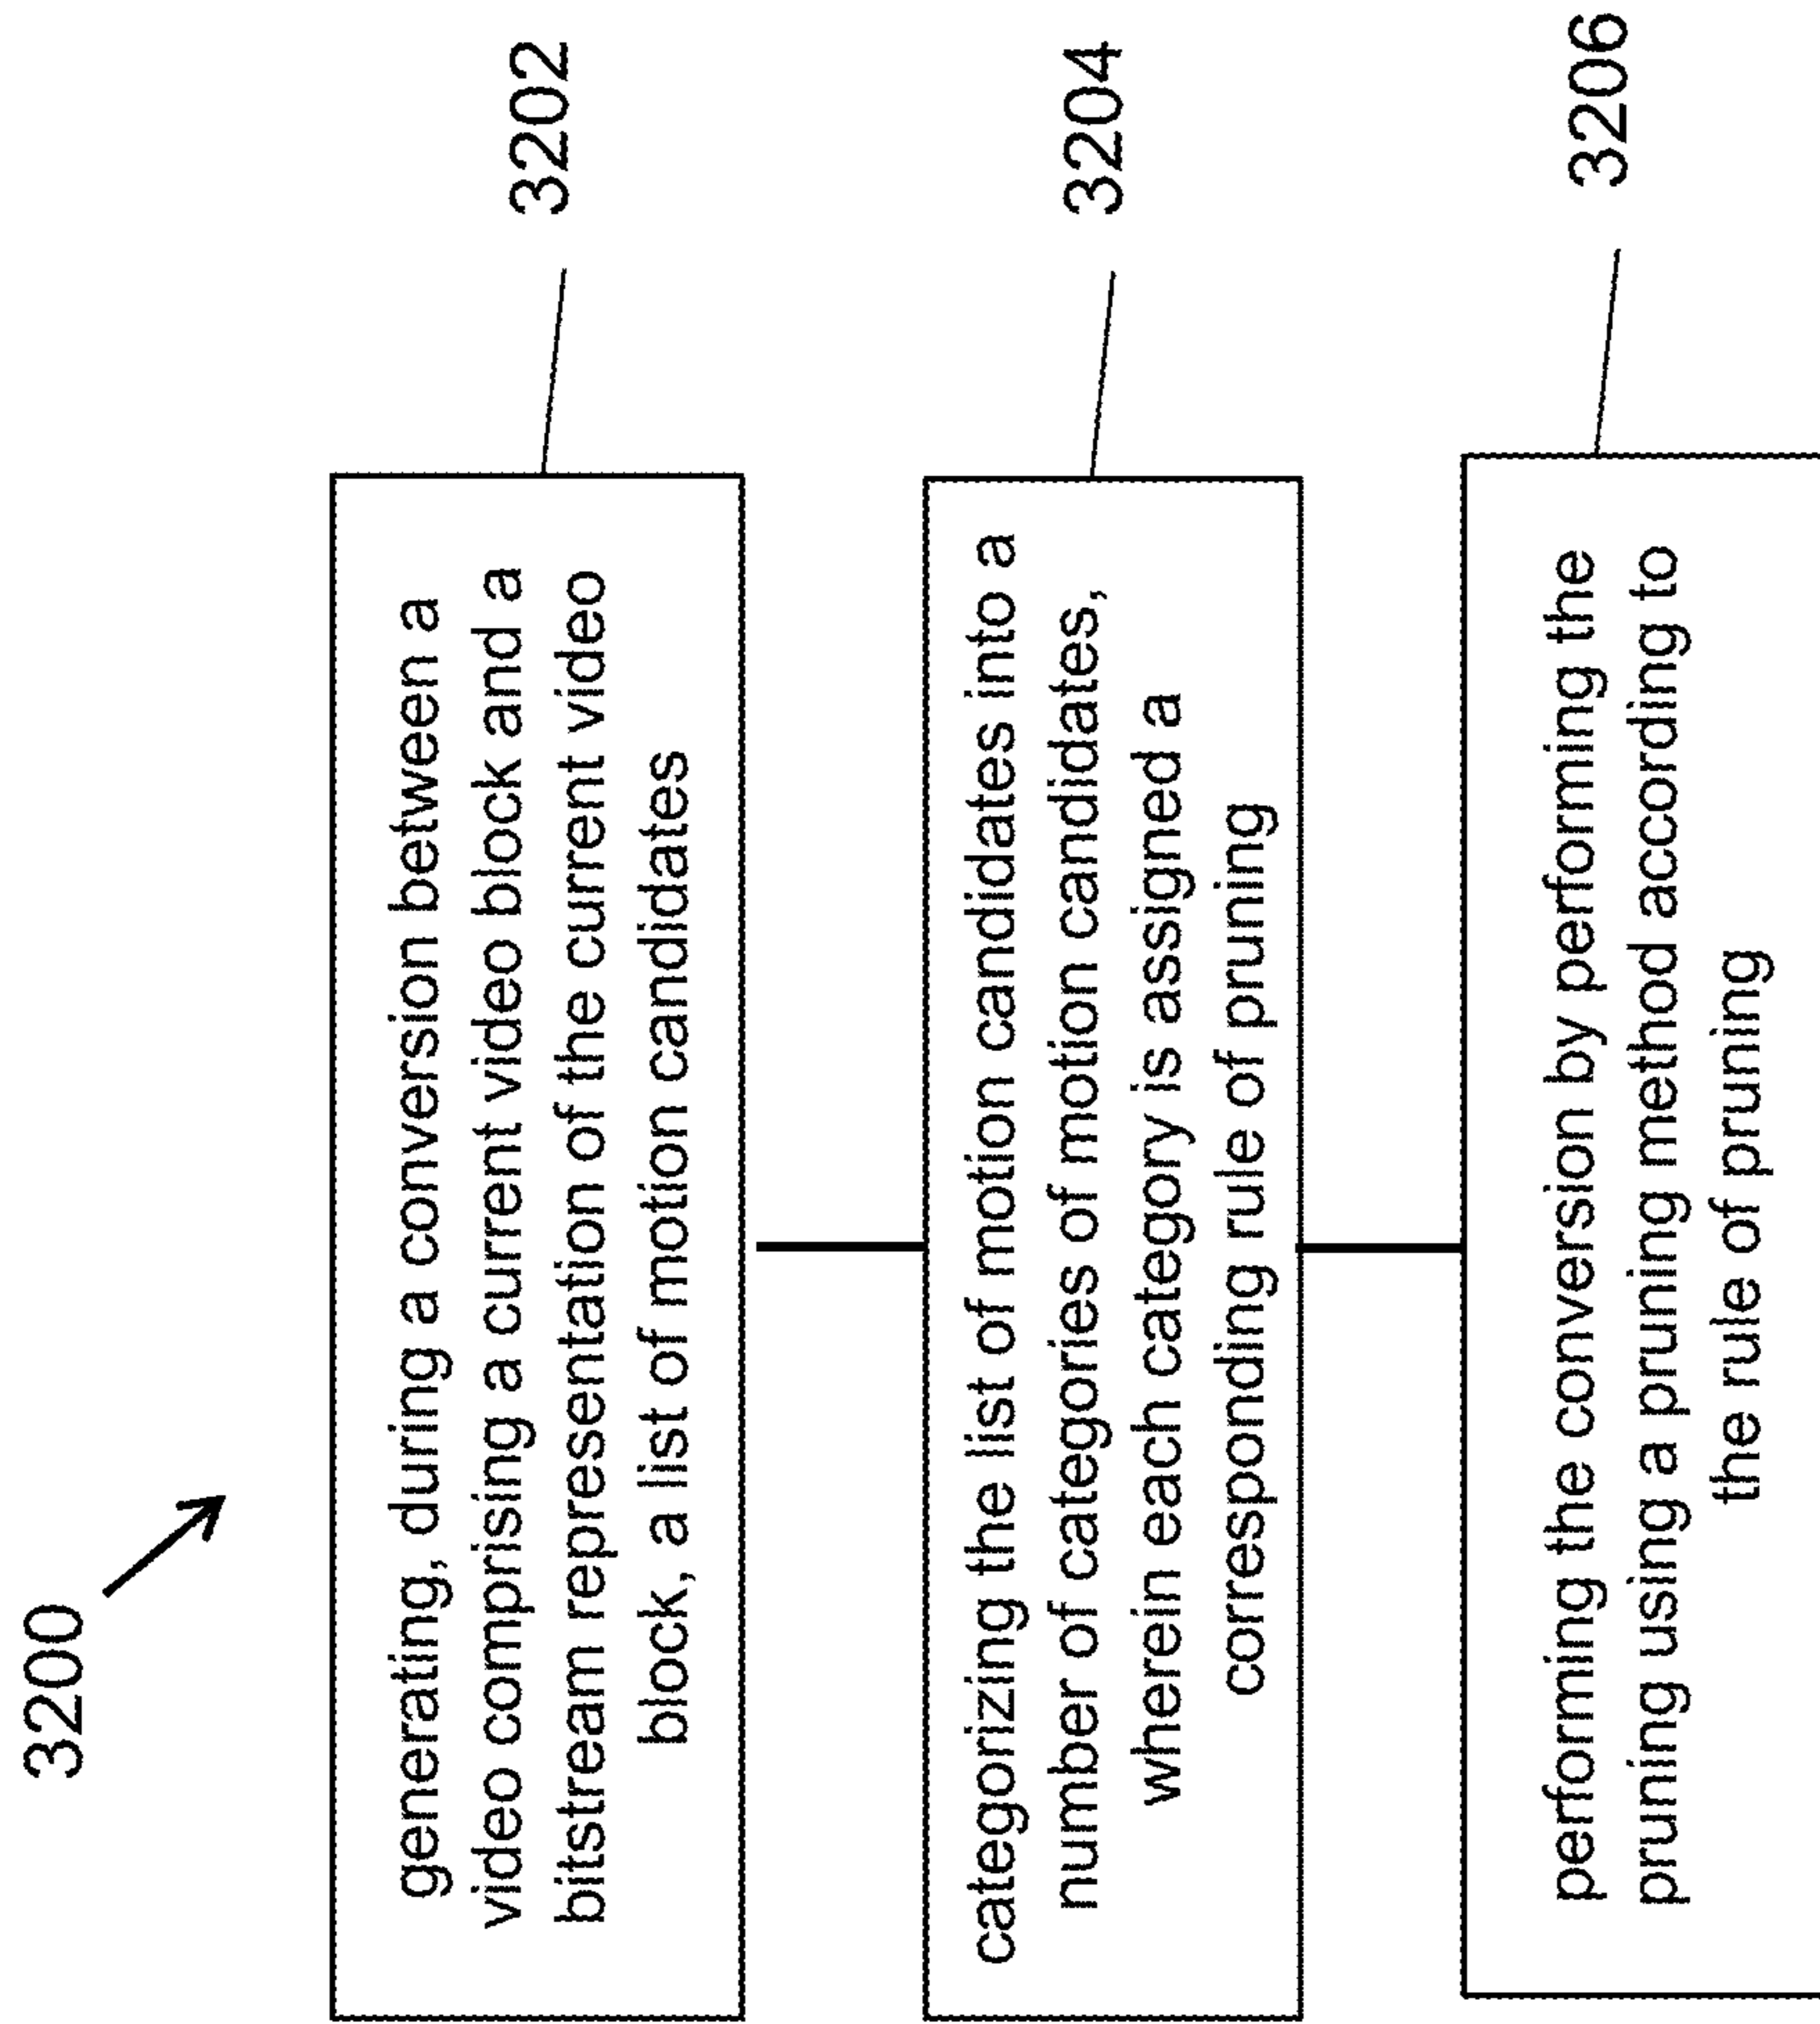 3200
generating, during a conversion between a
video comprising a current video block and a
bitstream representation of the current video
block, a list of motion candidates
3202
categorizing the list of motion candidates into a
number of categories of motion candidates,
wherein each category is assigned a
corresponding rule of pruning
3204
performing the conversion by performing the
pruning using a pruning method according to
the rule of pruning
3206